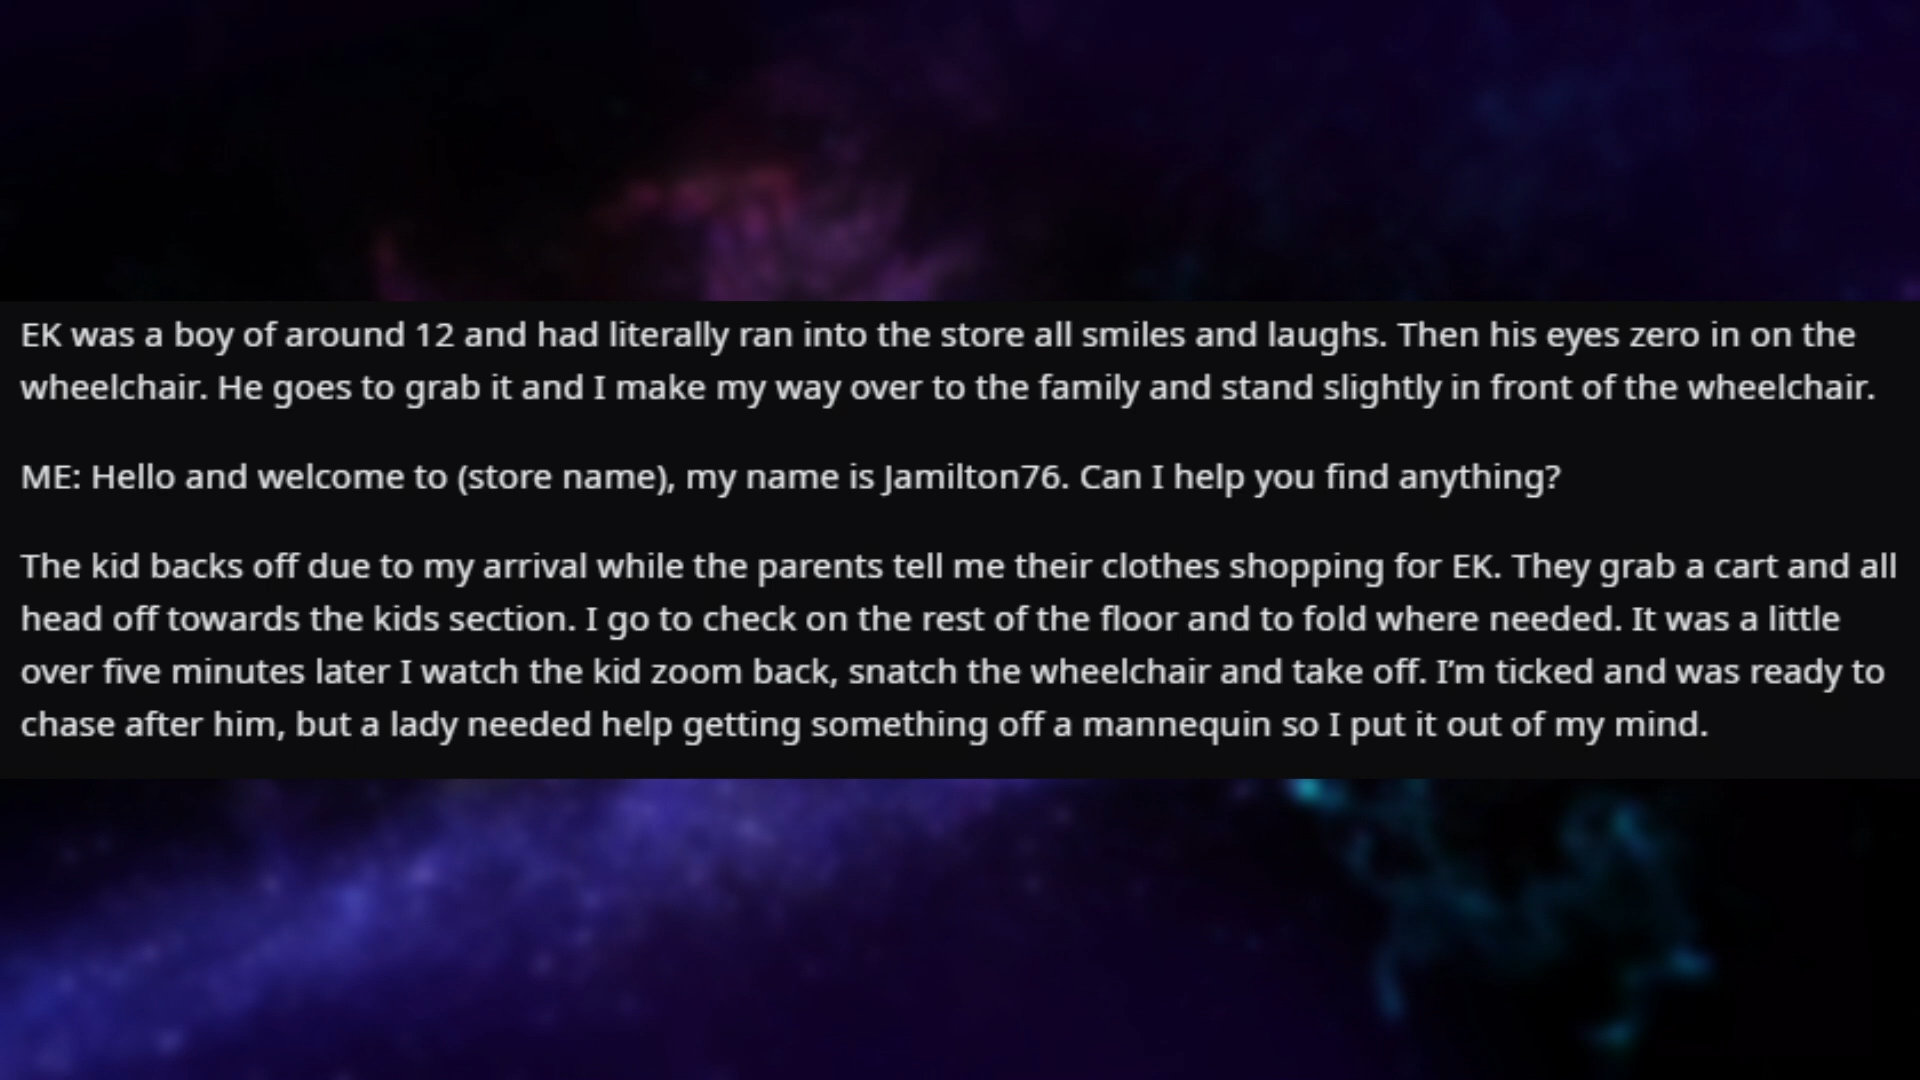 EK was a boy of around 12 and had literally ran into the store all smiles and laughs. Then his eyes zero in on the
wheelchair. He goes to grab it and I make my way over to the family and stand slightly in front of the wheelchair.
ME: Hello and welcome to (store name), my name is Jamilton76. Can I help you find anything?
The kid backs off due to my arrival while the parents tell me their clothes shopping for EK. They grab a cart and all
head off towards the kids section. I go to check on the rest of the floor and to fold where needed. It was a little
over five minutes later I watch the kid zoom back, snatch the wheelchair and take off. I’m ticked and was ready to
chase after him, but a lady needed help getting something off a mannequin so I put it out of my mind.